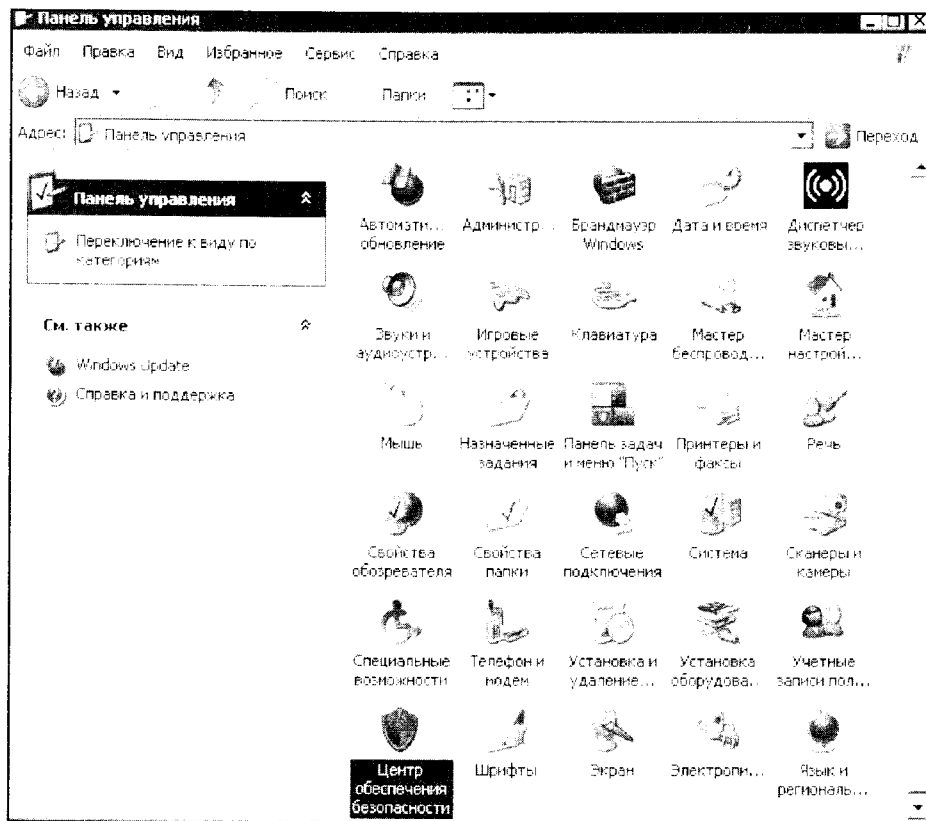 Панель управления
Файл Правка Вид Избранное Сервис Справка
Назад Поиск Папки
Адрес: Панель управления Переход
Панель управления
Переключение к виду по
категориям
См. также
Windows Update
Справка и поддержка
Автомати...
обновление
Администр...
Брандмауэр
Windows
Дата и время
Диспетчер
звуковы...
Звуки и
аудиоустр...
Игровые
устройства
Клавиатура
Мастер
беспровод...
Мастер
настрой...
Мышь
Назначенные
задания
Панель задач
и меню "Пуск"
Принтеры и
факсы
Речь
Свойства
обозревателя
Свойства
папки
Сетевые
подключения
Система
Сканеры и
камеры
Специальные
возможности
Телефон и
модем
Установка и
удаление...
Установка
оборудова...
Учетные
записи пол...
Центр
обеспечения
безопасности
Шрифты
Экран
Электропи...
Язык и
региональ...